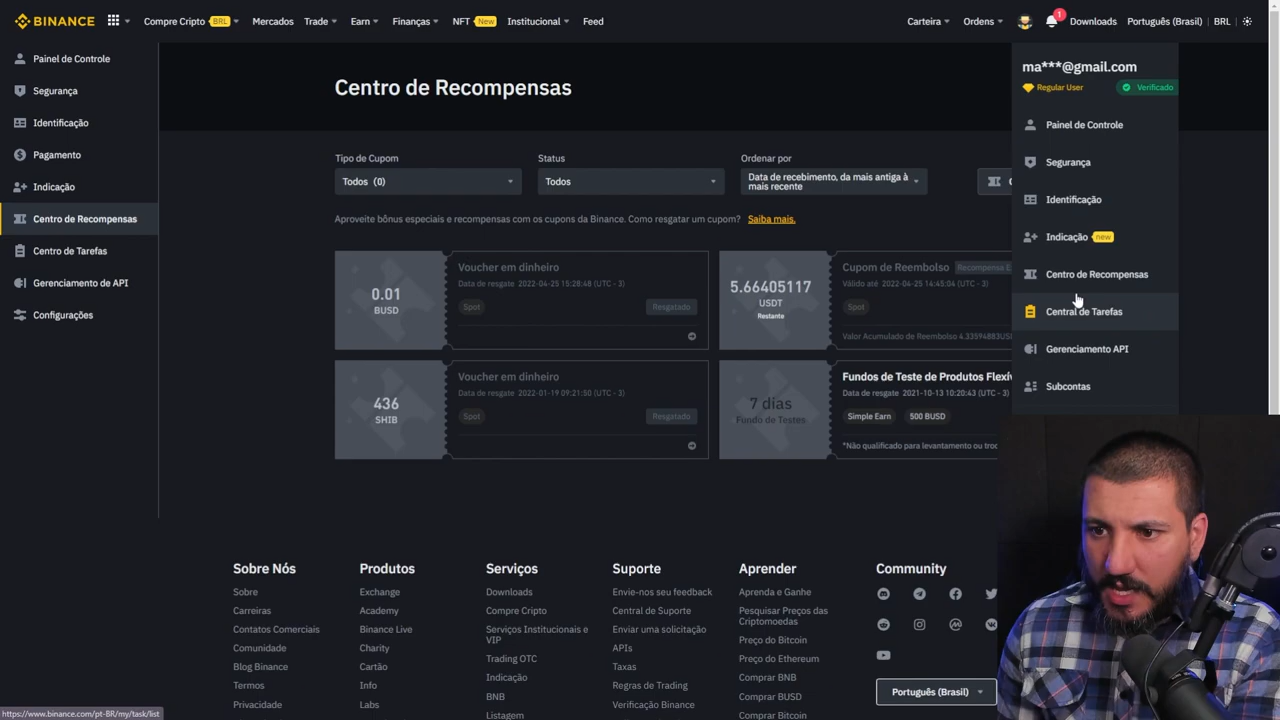 BINANCE
Compre Cripto BRL
Mercados
Trade
Earn
Finanças
NFT New
Institucional
Feed
Carteira
Ordens
1
Downloads
Português (Brasil)
BRL
Painel de Controle
Segurança
Identificação
Pagamento
Indicação
Centro de Recompensas
Centro de Tarefas
Gerenciamento de API
Configurações
Centro de Recompensas
Tipo de Cupom
Todos (0)
Status
Todos
Ordenar por
Data de recebimento, da mais antiga à
mais recente
Aproveite bônus especiais e recompensas com os cupons da Binance. Como resgatar um cupom? Saiba mais.
0.01
BUSD
Voucher em dinheiro
Data de resgate 2022-04-25 15:28:48 (UTC - 3)
Spot
Resgatado
5.66405117
USDT
Restante
Cupom de Reembolso
Recompensa E
Válido até 2022-04-25 14:45:04 (UTC - 3)
Spot
Valor Acumulado de Reembolso 4.33594883US
436
SHIB
Voucher em dinheiro
Data de resgate 2022-01-19 09:21:50 (UTC - 3)
Spot
Resgatado
7 dias
Fundo de Testes
Fundos de Teste de Produtos Flexív
Data de resgate 2021-10-13 10:20:43 (UTC - 3)
Simple Earn
500 BUSD
*Não qualificado para levantamento ou troc
ma***@gmail.com
Regular User
Verificado
Painel de Controle
Segurança
Identificação
Indicação new
Centro de Recompensas
Central de Tarefas
Gerenciamento API
Subcontas
Sobre Nós
Sobre
Carreiras
Contatos Comerciais
Comunidade
Blog Binance
Termos
Privacidade
Produtos
Exchange
Academy
Binance Live
Charity
Cartão
Info
Labs
Serviços
Downloads
Compre Cripto
Serviços Institucionais e
VIP
Trading OTC
Indicação
BNB
Listagem
Suporte
Envie-nos seu feedback
Central de Suporte
Enviar uma solicitação
APIs
Taxas
Regras de Trading
Verificação Binance
Aprender
Aprenda e Ganhe
Pesquisar Preços das
Criptomoedas
Preço do Bitcoin
Preço do Ethereum
Comprar BNB
Comprar BUSD
Comprar Bitcoin
Community
Português (Brasil)
https://www.binance.com/pt-BR/my/task/list